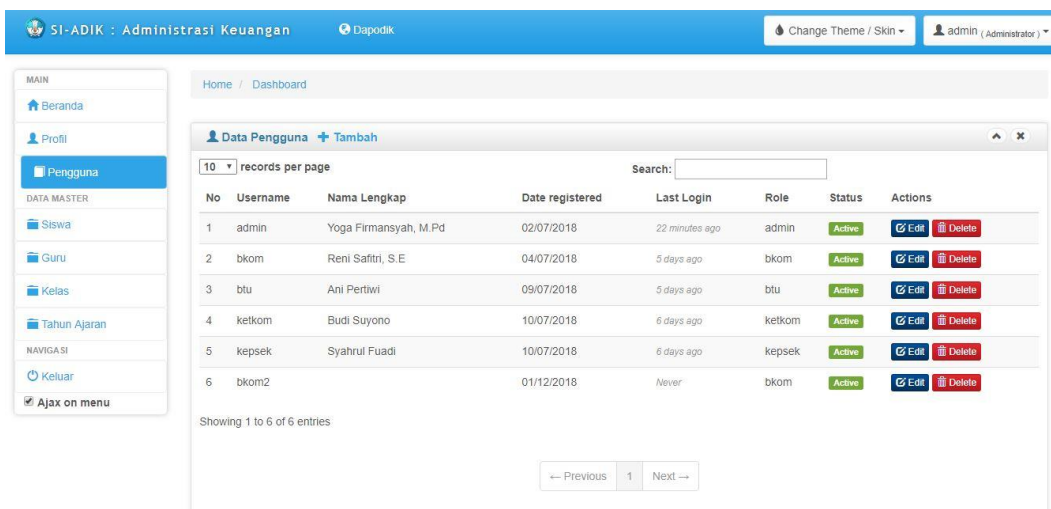 SI-ADIK : Administrasi Keuangan Dapodik Change Theme / Skin admin ( Administrator )
MAIN
Beranda
Profil
Pengguna
DATA MASTER
Siswa
Guru
Kelas
Tahun Ajaran
NAVIGASI
Keluar
Ajax on menu
Home / Dashboard
Data Pengguna + Tambah
10 records per page Search:
No Username Nama Lengkap Date registered Last Login Role Status Actions
1 admin Yoga Firmansyah, M.Pd 02/07/2018 22 minutes ago admin Active Edit Delete
2 bkom Reni Safitri, S.E 04/07/2018 5 days ago bkom Active Edit Delete
3 btu Ani Pertiwi 09/07/2018 5 days ago btu Active Edit Delete
4 ketkom Budi Suyono 10/07/2018 6 days ago ketkom Active Edit Delete
5 kepsek Syahrul Fuadi 10/07/2018 6 days ago kepsek Active Edit Delete
6 bkom2 01/12/2018 Never bkom Active Edit Delete
Showing 1 to 6 of 6 entries
← Previous 1 Next →